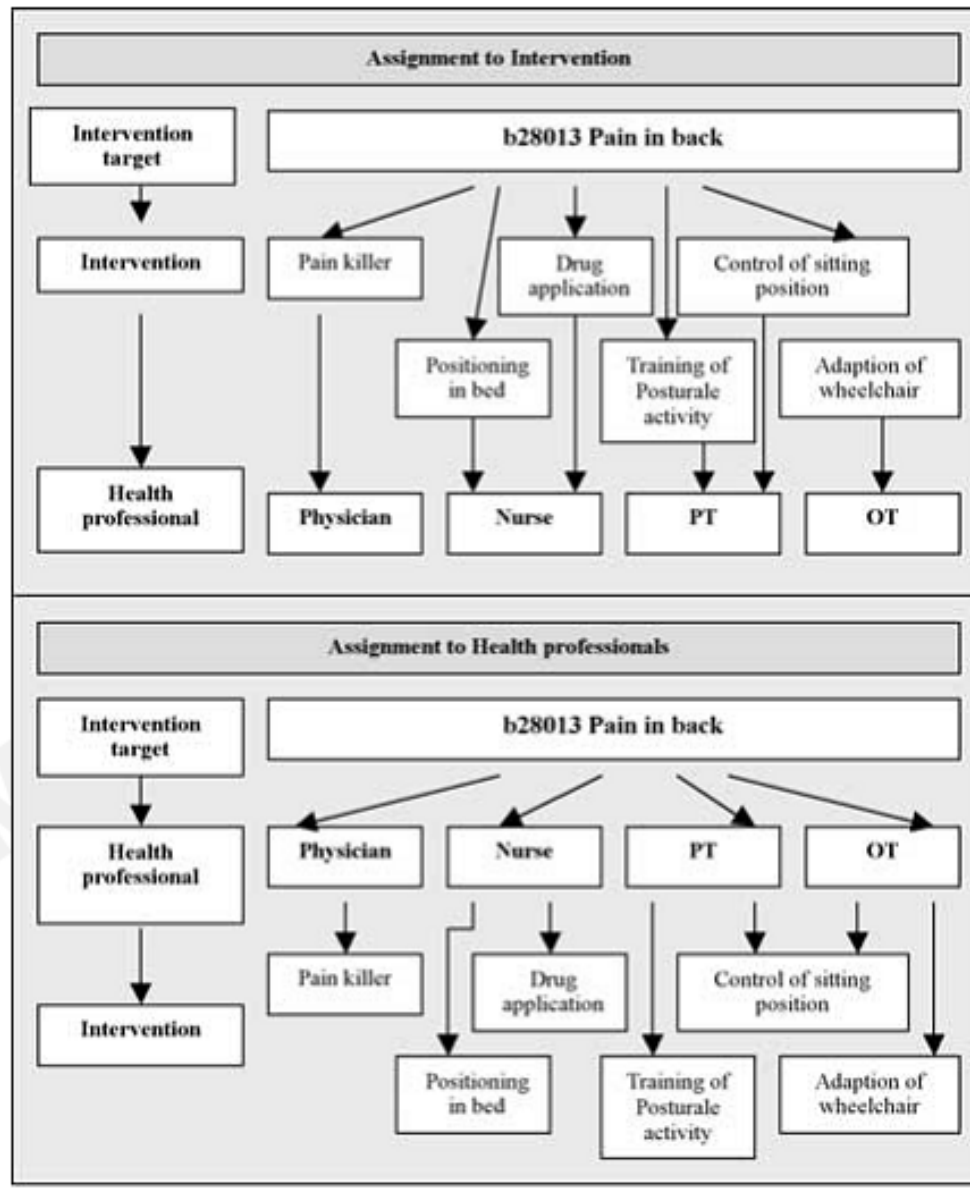 Assignment to Intervention
Intervention
target
b28013 Pain in back
Intervention
Pain killer
Drug
application
Control of sitting
position
Positioning
in bed
Training of
Posturale
activity
Adaption of
wheelchair
Health
professional
Physician
Nurse
PT
OT
Assignment to Health professionals
Intervention
target
b28013 Pain in back
Health
professional
Physician
Nurse
PT
OT
Pain killer
Drug
application
Control of sitting
position
Intervention
Positioning
in bed
Training of
Posturale
activity
Adaption of
wheelchair